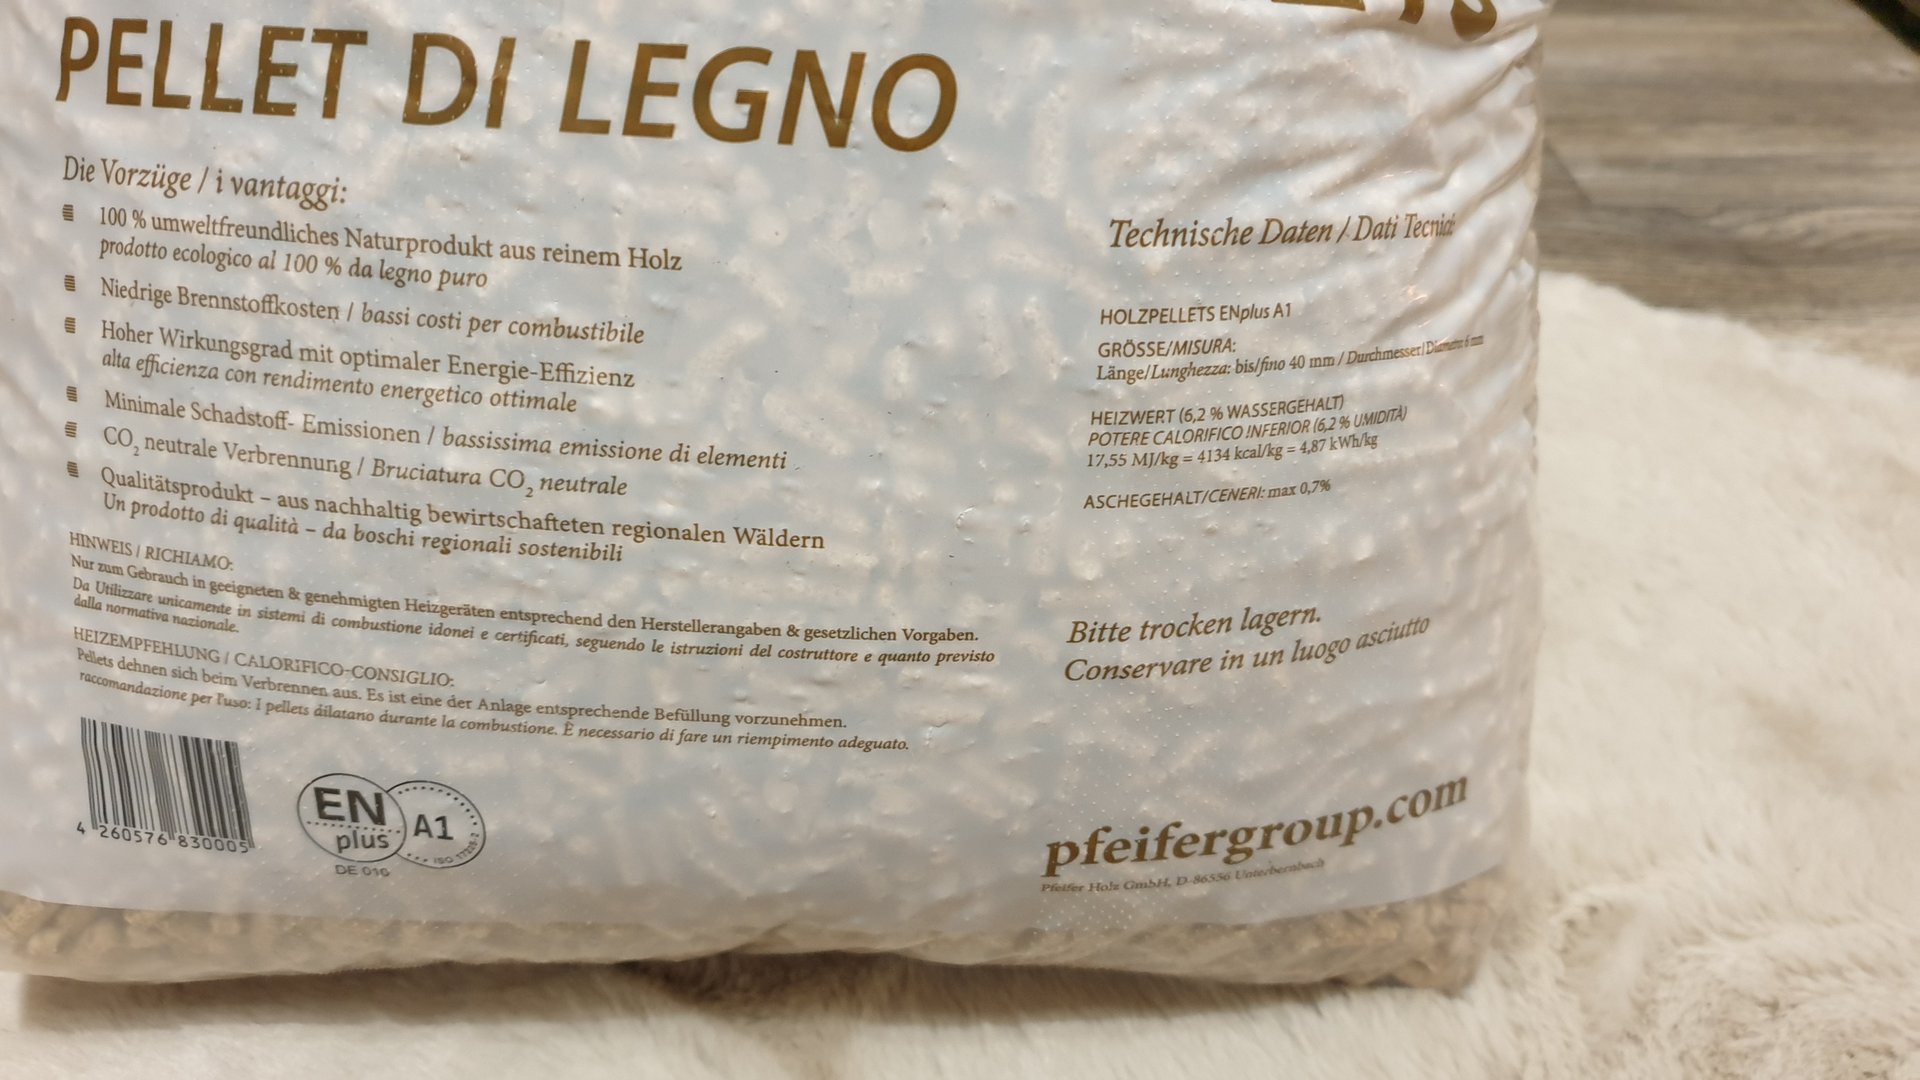 PELLET DI LEGNO
Die Vorzüge / i vantaggi:
100 % umweltfreundliches Naturprodukt aus reinem Holz
prodotto ecologico al 100 % da legno puro
Niedrige Brennstoffkosten / bassi costi per combustibile
Hoher Wirkungsgrad mit optimaler Energie-Effizienz
alta efficienza con rendimento energetico ottimale
Minimale Schadstoff- Emissionen / bassissima emissione di elementi
CO₂ neutrale Verbrennung / Bruciatura CO₂ neutrale
Qualitätsprodukt – aus nachhaltig bewirtschafteten regionalen Wäldern
Un prodotto di qualità – da boschi regionali sostenibili
HINWEIS / RICHIAMO:
Nur zum Gebrauch in geeigneten & genehmigten Heizgeräten entsprechend den Herstellerangaben & gesetzlichen Vorgaben.
Da Utilizzare unicamente in sistemi di combustione idonei e certificati, seguendo le istruzioni del costruttore e quanto previsto
dalla normativa nazionale.
HEIZEMPFEHLUNG / CALORIFICO-CONSIGLIO:
Pellets dehnen sich beim Verbrennen aus. Es ist eine der Anlage entsprechende Befüllung vorzunehmen.
raccomandazione per l'uso: I pellets dilatano durante la combustione. È necessario di fare un riempimento adeguato.
4 260576 830005
EN
plus
A1
DE 016
Technische Daten / Dati Tecnici
HOLZPELLETS ENplus A1
GRÖSSE/MISURA:
Länge/Lunghezza: bis/fino 40 mm / Durchmesser/Diametro: 6 mm
HEIZWERT (6,2 % WASSERGEHALT)
POTERE CALORIFICO INFERIOR (6,2 % UMIDITÀ)
17,55 MJ/kg = 4134 kcal/kg = 4,87 kWh/kg
ASCHEGEHALT/CENERI: max 0,7%
Bitte trocken lagern.
Conservare in un luogo asciutto
pfeifergroup.com
Pfeifer Holz GmbH, D-86556 Unterbernbach